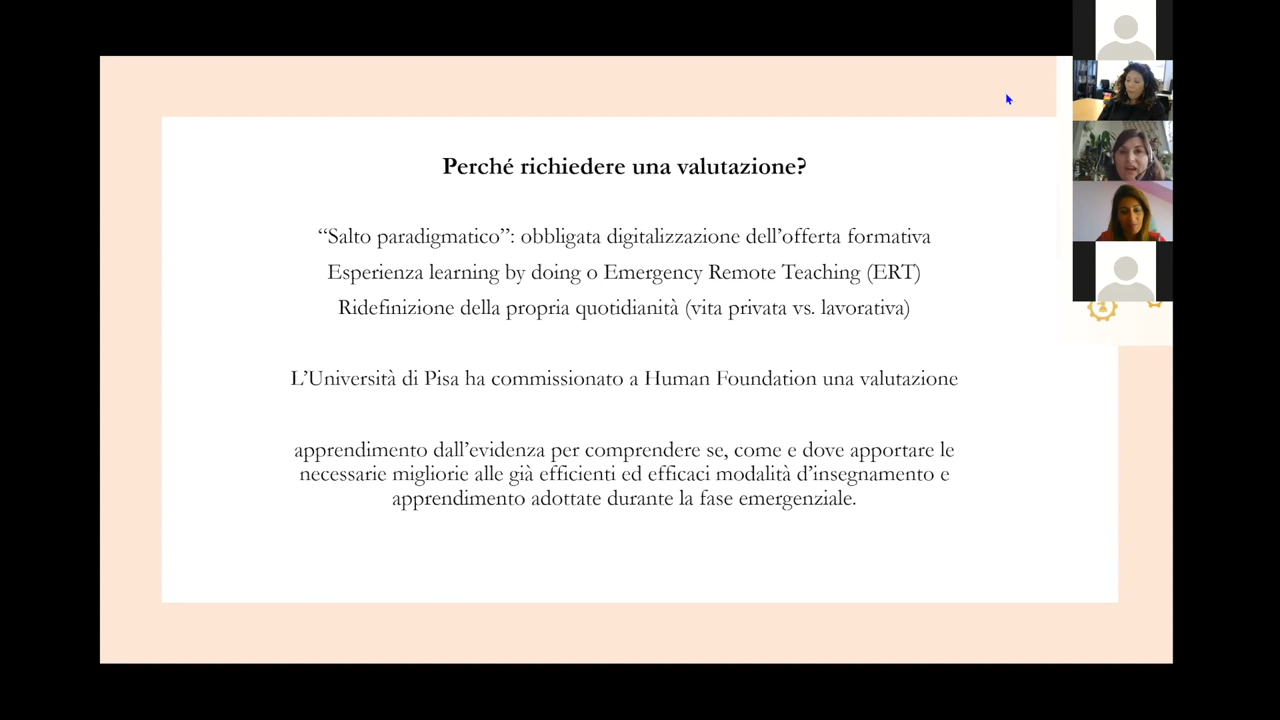 Perché richiedere una valutazione?
“Salto paradigmatico”: obbligata digitalizzazione dell’offerta formativa
Esperienza learning by doing o Emergency Remote Teaching (ERT)
Ridefinizione della propria quotidianità (vita privata vs. lavorativa)
L’Università di Pisa ha commissionato a Human Foundation una valutazione
apprendimento dall’evidenza per comprendere se, come e dove apportare le
necessarie migliorie alle già efficienti ed efficaci modalità d’insegnamento e
apprendimento adottate durante la fase emergenziale.